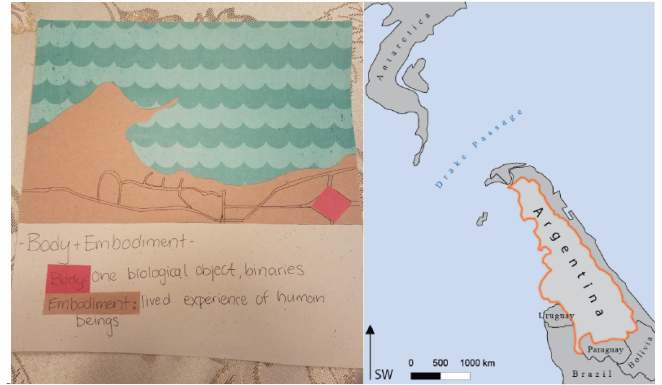 -Body + Embodiment-
Body: One biological object, binaries
Embodiment: lived experience of human
beings
Antarctica
Drake Passage
Argentina
Uruguay
Paraguay
Bolivia
Brazil
SW
0 500 1000 km